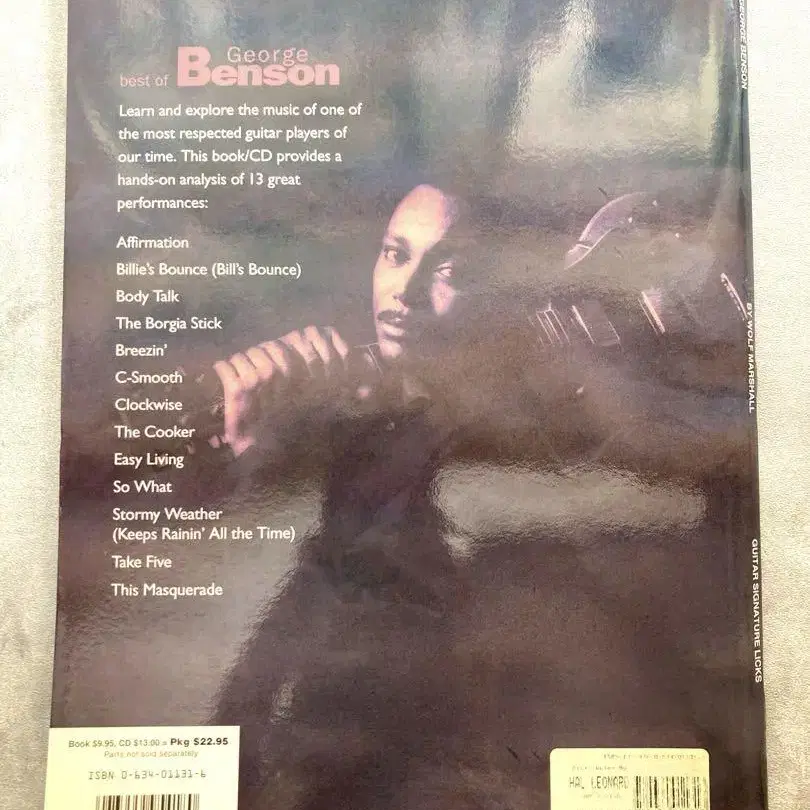 George
best of Benson
Learn and explore the music of one of
the most respected guitar players of
our time. This book/CD provides a
hands-on analysis of 13 great
performances:
Affirmation
Billie's Bounce (Bill's Bounce)
Body Talk
The Borgia Stick
Breezin'
C-Smooth
Clockwise
The Cooker
Easy Living
So What
Stormy Weather
(Keeps Rainin' All the Time)
Take Five
This Masquerade
Book $9.95, CD $13.00 = Pkg $22.95
Parts not sold separately
ISBN 0-634-01131-6
HAL LEONARD
GEORGE BENSON
BY WOLF MARSHALL
GUITAR SIGNATURE LICKS